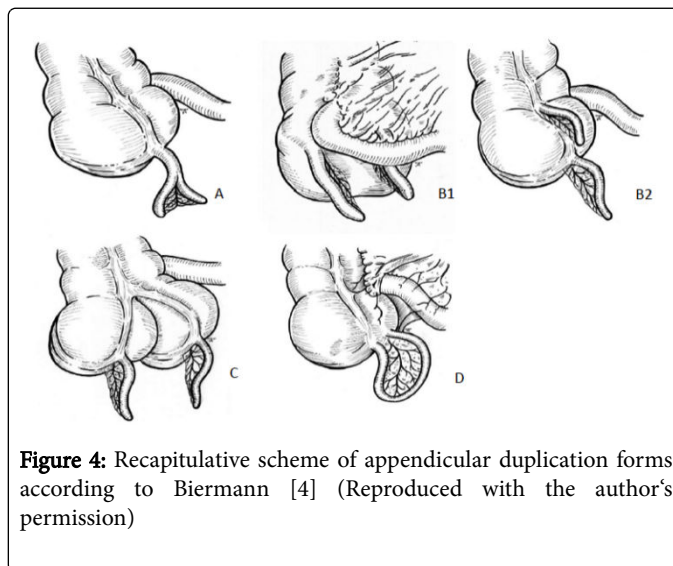 A
B1
B2
C
D
Figure 4: Recapitulative scheme of appendicular duplication forms
according to Biermann [4] (Reproduced with the author‘s
permission)